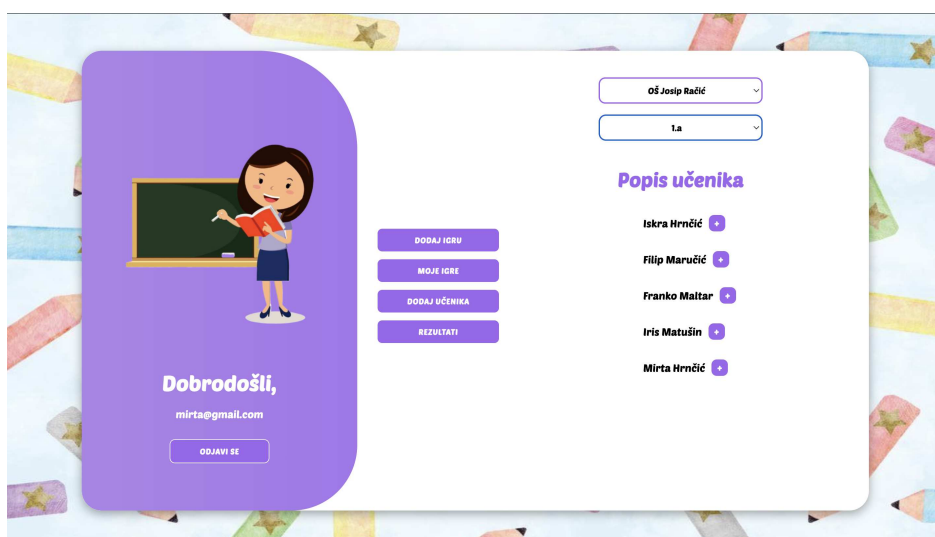 Dobrodošli,
mirta@gmail.com
ODJAVI SE
DODAJ IGRU
MOJE IGRE
DODAJ UČENIKA
REZULTATI
OŠ Josip Račić
1.a
Popis učenika
Iskra Hrnčić +
Filip Maručić +
Franko Maltar +
Iris Matušin +
Mirta Hrnčić +